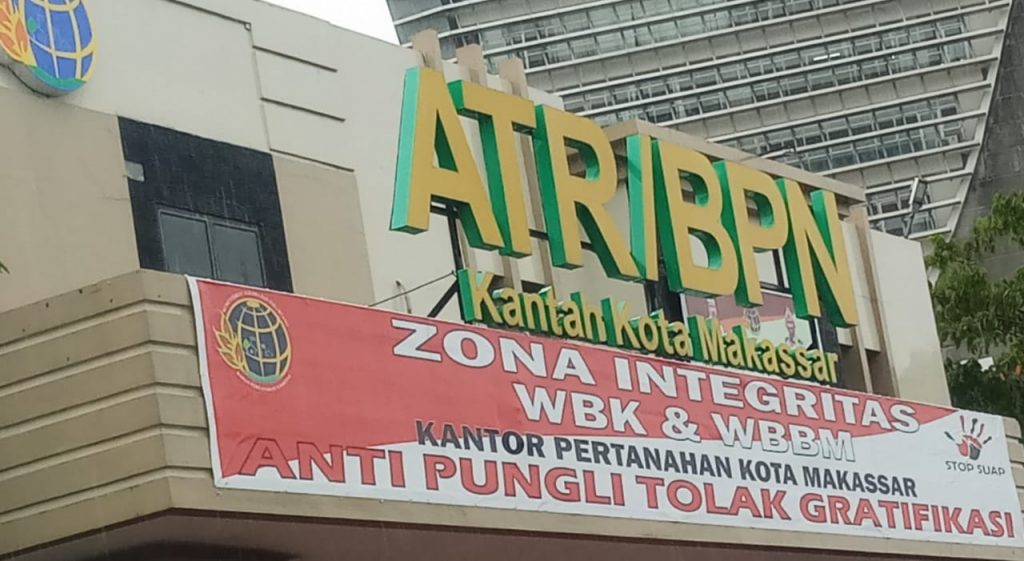 ATR/BPN
Kantah Kota Makassar
ZONA INTEGRITAS
WBK & WBBM
KANTOR PERTANAHAN KOTA MAKASSAR
ANTI PUNGLI TOLAK GRATIFIKASI
STOP SUAP